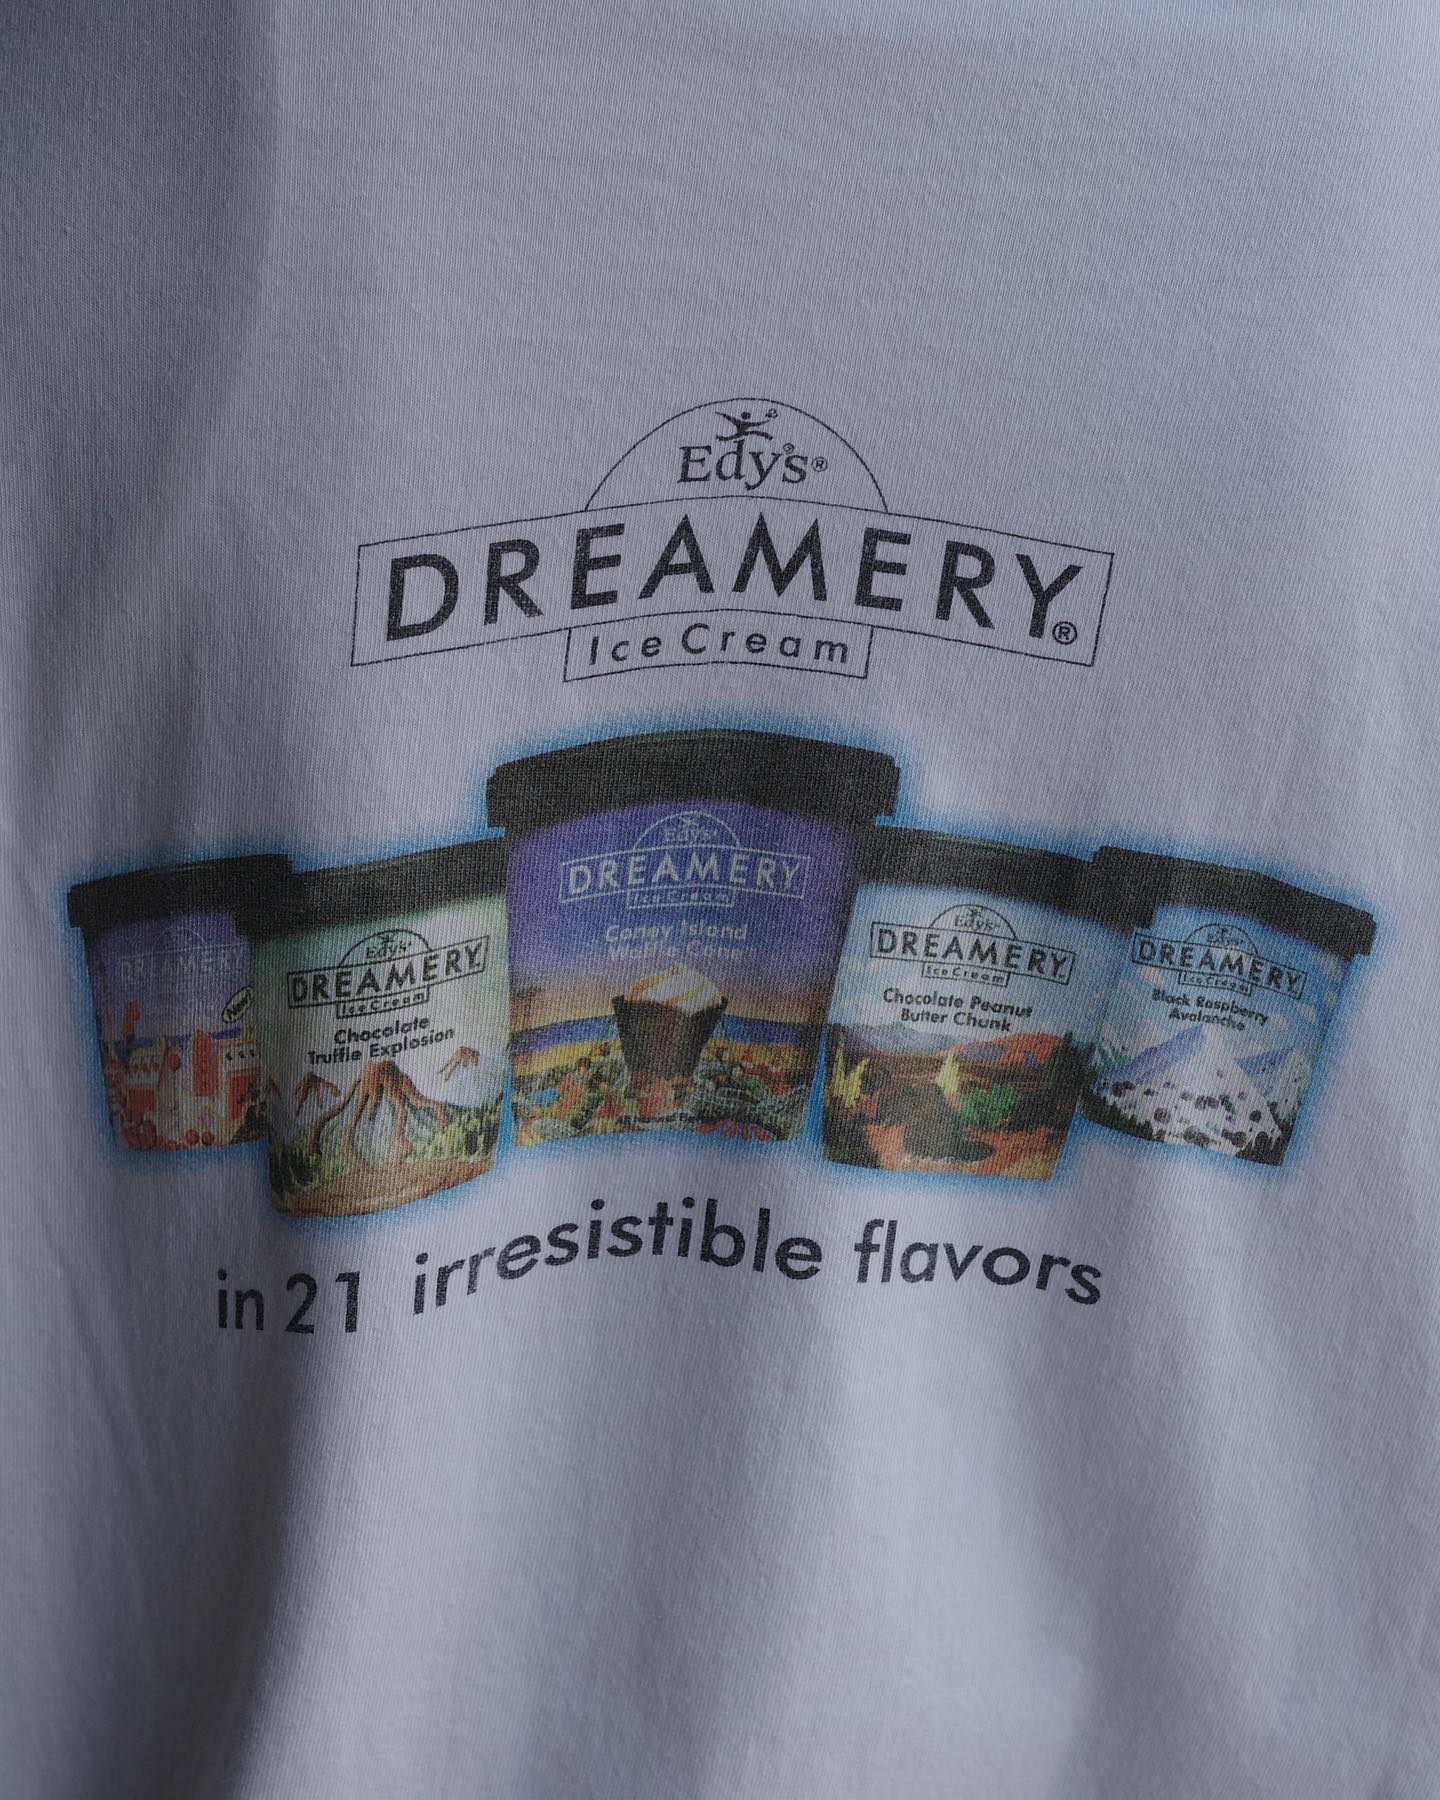 Edy's®
DREAMERY®
Ice Cream
DREAMERY
New!
Edy's
DREAMERY
Ice Cream
Chocolate
Truffle Explosion
Edy's
DREAMERY
Ice Cream
Coney Island
Waffle Cone
Edy's
DREAMERY
Ice Cream
Chocolate Peanut
Butter Chunk
Edy's
DREAMERY
Ice Cream
Black Raspberry
Avalanche
in 21 irresistible flavors